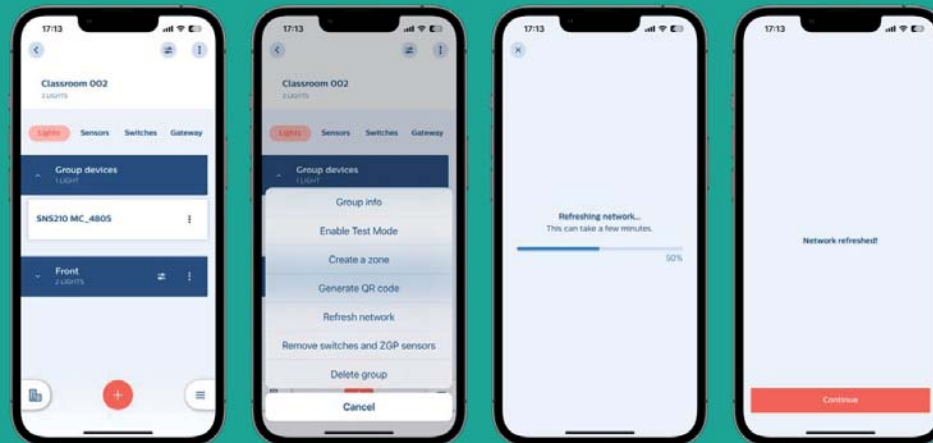 17:13
Classroom 002
2 LIGHTS
Lights Sensors Switches Gateway
Group devices
1 LIGHT
SNS210 MC_4805
Front
2 LIGHTS
17:13
Classroom 002
2 LIGHTS
Lights Sensors Switches Gateway
Group devices
1 LIGHT
Group info
Enable Test Mode
Create a zone
Generate QR code
Refresh network
Remove switches and ZGP sensors
Delete group
Cancel
17:13
Refreshing network...
This can take a few minutes.
50%
17:13
Network refreshed!
Continue